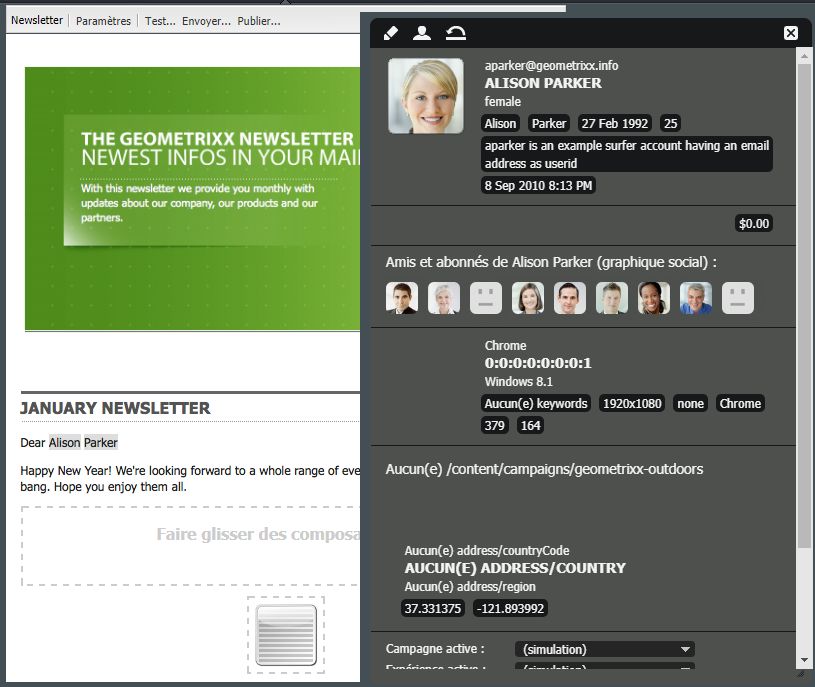 Newsletter Paramètres Test... Envoyer... Publier...
THE GEOMETRIXX NEWSLETTER
NEWEST INFOS IN YOUR MAI
With this newsletter we provide you monthly with
updates about our company, our products and our
partners.
JANUARY NEWSLETTER
Dear Alison Parker
Happy New Year! We're looking forward to a whole range of eve
bang. Hope you enjoy them all.
Faire glisser des composa
aparker@geometrixx.info
ALISON PARKER
female
Alison Parker 27 Feb 1992 25
aparker is an example surfer account having an email
address as userid
8 Sep 2010 8:13 PM
$0.00
Amis et abonnés de Alison Parker (graphique social) :
Chrome
0:0:0:0:0:0:0:1
Windows 8.1
Aucun(e) keywords 1920x1080 none Chrome
379 164
Aucun(e) /content/campaigns/geometrixx-outdoors
Aucun(e) address/countryCode
AUCUN(E) ADDRESS/COUNTRY
Aucun(e) address/region
37.331375 -121.893992
Campagne active : (simulation)
Expérience active : (simulation)